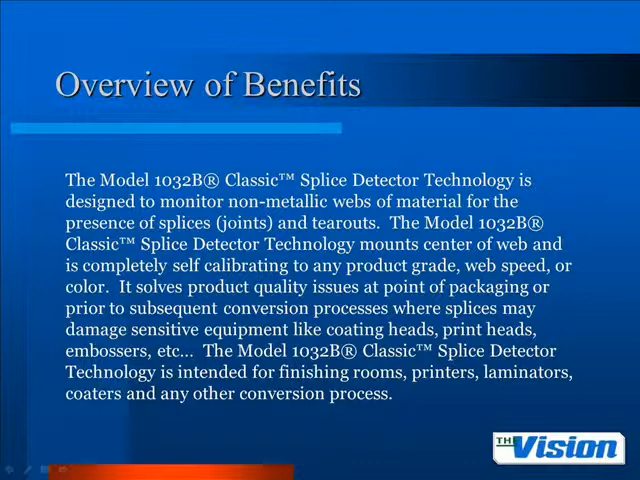 Overview of Benefits
The Model 1032B® Classic™ Splice Detector Technology is
designed to monitor non-metallic webs of material for the
presence of splices (joints) and tearouts.  The Model 1032B®
Classic™ Splice Detector Technology mounts center of web and
is completely self calibrating to any product grade, web speed, or
color.  It solves product quality issues at point of packaging or
prior to subsequent conversion processes where splices may
damage sensitive equipment like coating heads, print heads,
embossers, etc…  The Model 1032B® Classic™ Splice Detector
Technology is intended for finishing rooms, printers, laminators,
coaters and any other conversion process.
THE Vision